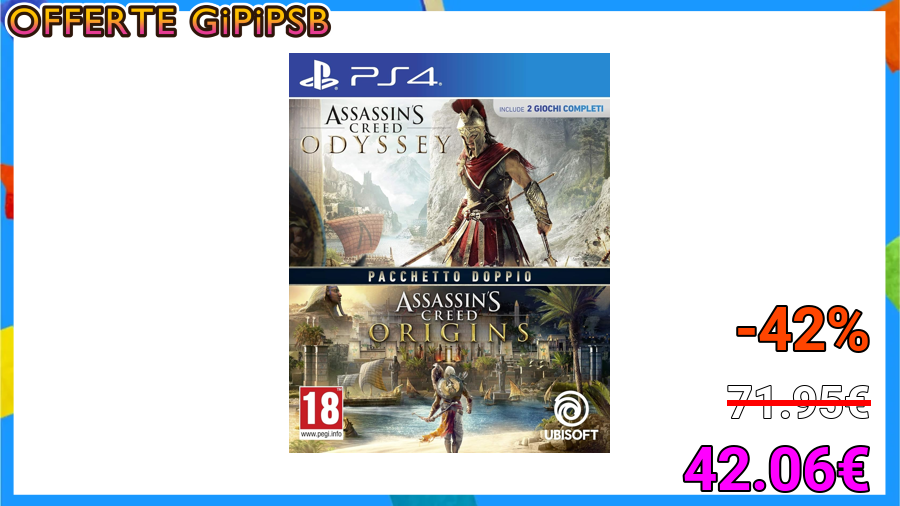 OFFERTE GiPiPSB
PS4
INCLUDE 2 GIOCHI COMPLETI
ASSASSIN'S
CREED
ODYSSEY
PACCHETTO DOPPIO
ASSASSIN'S
CREED
ORIGINS
18
www.pegi.info
UBISOFT
-42%
71.95€
42.06€